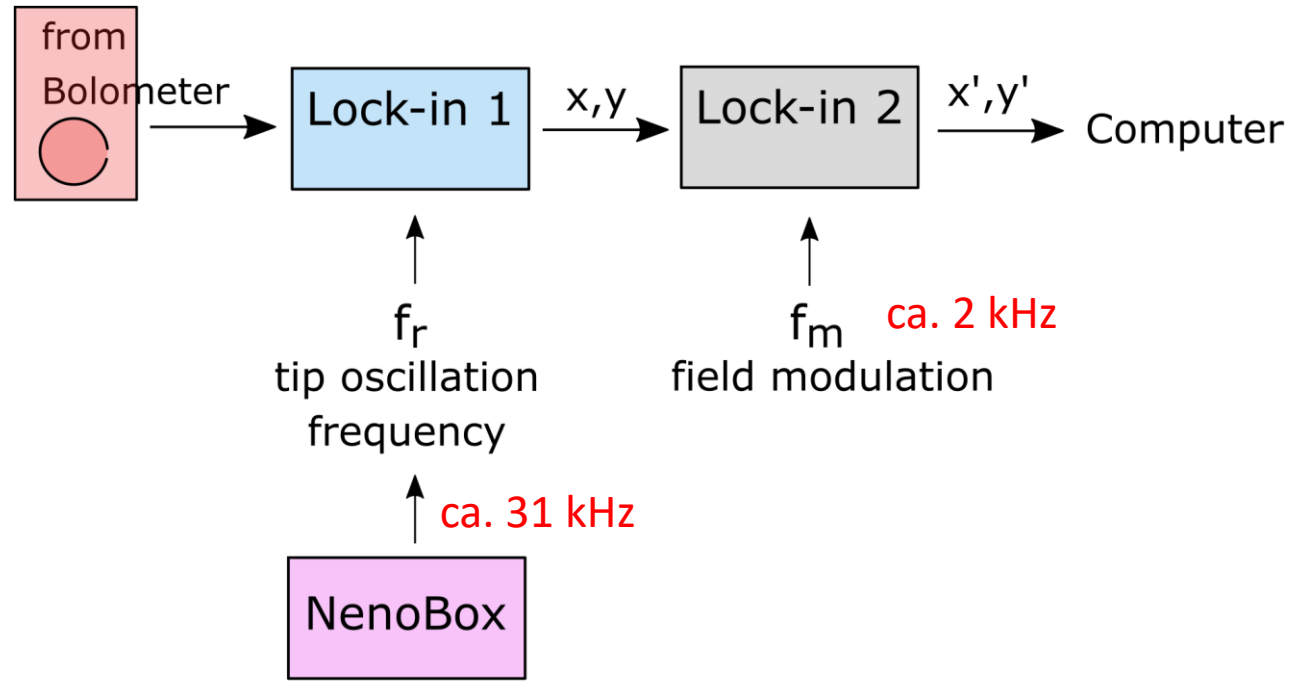 from
Bolometer
Lock-in 1
x,y
Lock-in 2
x',y'
Computer
fr
tip oscillation
frequency
fm
ca. 2 kHz
field modulation
ca. 31 kHz
NenoBox